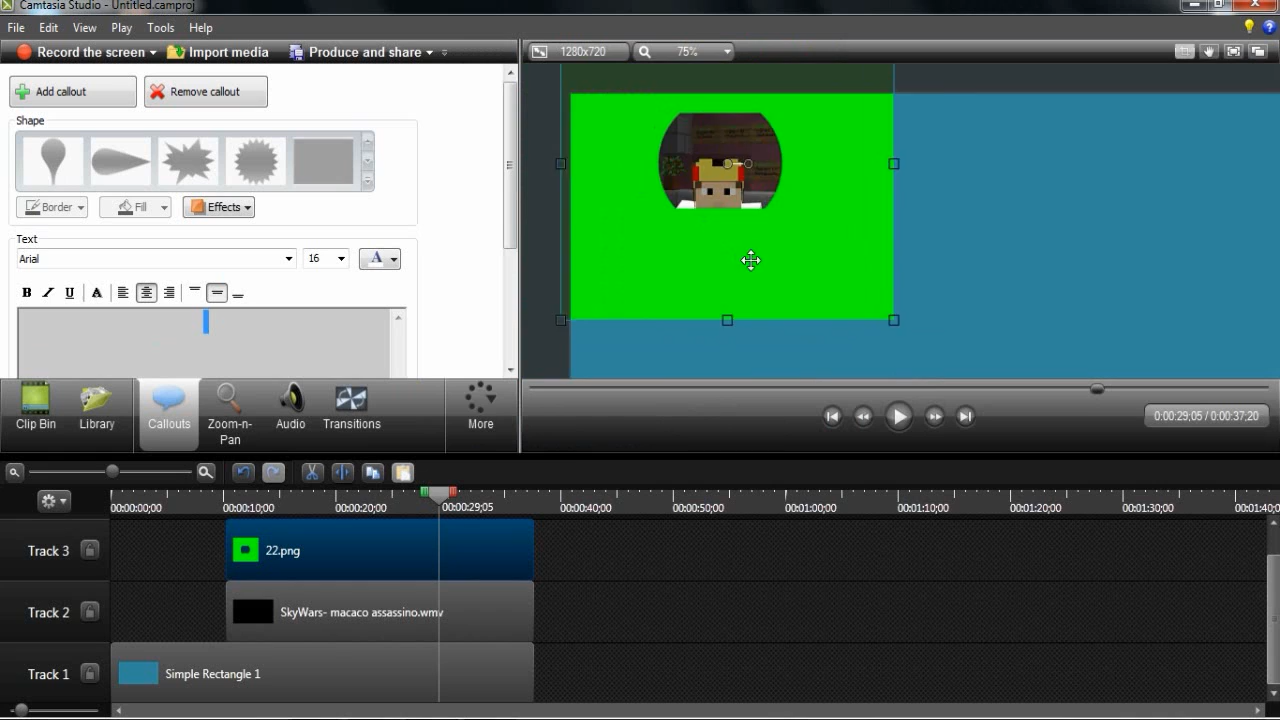 Camtasia Studio - Untitled.camproj
File Edit View Play Tools Help
Record the screen Import media Produce and share
1280x720 75%
Add callout Remove callout
Shape
Border Fill Effects
Text
Arial 16 A
B I U A
Clip Bin Library Callouts Zoom-n-Pan Audio Transitions More
0:00:29;05 / 0:00:37;20
00:00:00;00 00:00:10;00 00:00:20;00 00:00:29;05 00:00:40;00 00:00:50;00 00:01:00;00 00:01:10;00 00:01:20;00 00:01:30;00 00:01:40;0
Track 3 22.png
Track 2 SkyWars- macaco assassino.wmv
Track 1 Simple Rectangle 1